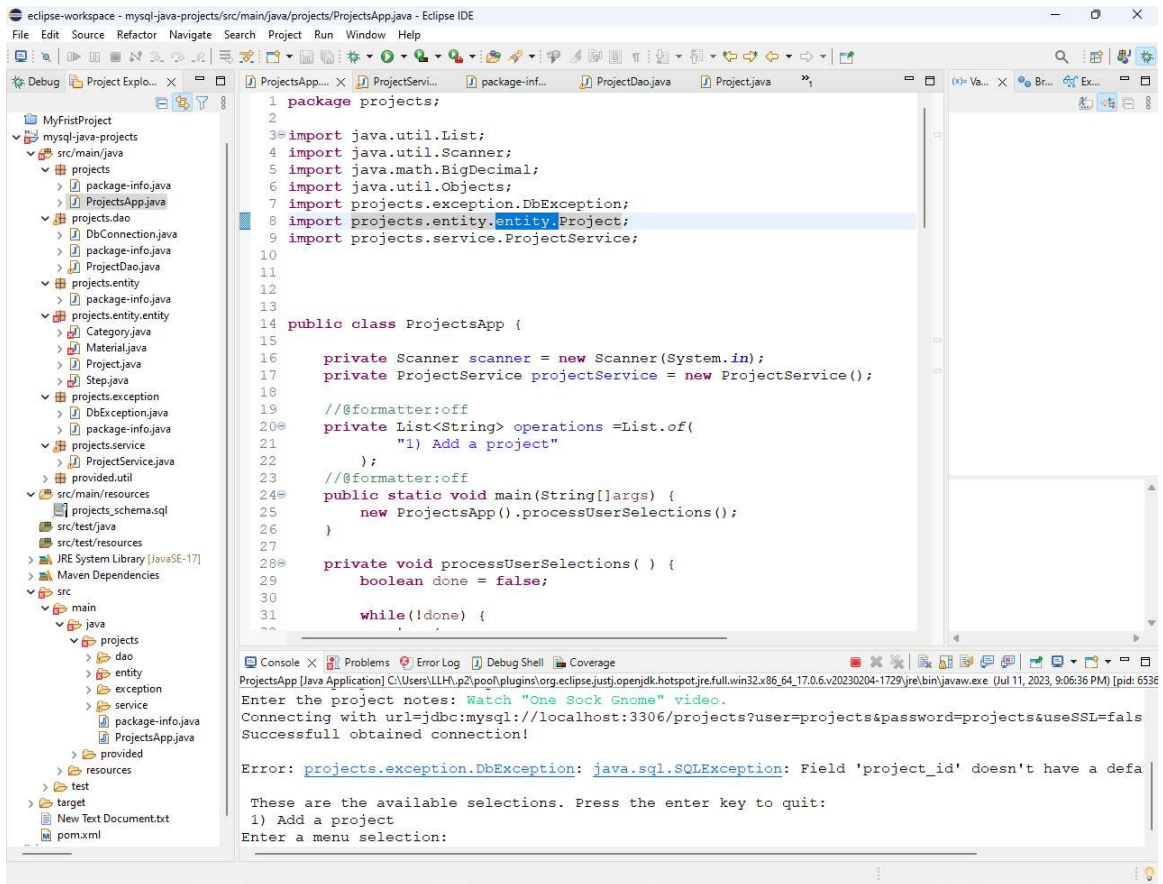 eclipse-workspace - mysql-java-projects/src/main/java/projects/ProjectsApp.java - Eclipse IDE
File Edit Source Refactor Navigate Search Project Run Window Help
Debug Project Explo...
MyFristProject
mysql-java-projects
src/main/java
projects
package-info.java
ProjectsApp.java
projects.dao
DbConnection.java
package-info.java
ProjectDao.java
projects.entity
package-info.java
projects.entity.entity
Category.java
Material.java
Project.java
Step.java
projects.exception
DbException.java
package-info.java
projects.service
ProjectService.java
provided.util
src/main/resources
projects_schema.sql
src/test/java
src/test/resources
JRE System Library [JavaSE-17]
Maven Dependencies
src
main
java
projects
dao
entity
exception
service
package-info.java
ProjectsApp.java
provided
resources
test
target
New Text Document.txt
pom.xml
ProjectsApp.... ProjectServi... package-inf... ProjectDao.java Project.java »1
1 package projects;
2
3 import java.util.List;
4 import java.util.Scanner;
5 import java.math.BigDecimal;
6 import java.util.Objects;
7 import projects.exception.DbException;
8 import projects.entity.entity.Project;
9 import projects.service.ProjectService;
10
11
12
13
14 public class ProjectsApp {
15
16 private Scanner scanner = new Scanner(System.in);
17 private ProjectService projectService = new ProjectService();
18
19 //@formatter:off
20 private List<String> operations =List.of(
21 "1) Add a project"
22 );
23 //@formatter:off
24 public static void main(String[]args) {
25 new ProjectsApp().processUserSelections();
26 }
27
28 private void processUserSelections( ) {
29 boolean done = false;
30
31 while(!done) {
(x)= Va... Br... Ex...
Console Problems Error Log Debug Shell Coverage
ProjectsApp [Java Application] C:\Users\LLH\.p2\pool\plugins\org.eclipse.justj.openjdk.hotspot.jre.full.win32.x86_64_17.0.6.v20230204-1729\jre\bin\javaw.exe (Jul 11, 2023, 9:06:36 PM) [pid: 6536
Enter the project notes: Watch "One Sock Gnome" video.
Connecting with url=jdbc:mysql://localhost:3306/projects?user=projects&password=projects&useSSL=fals
Successfull obtained connection!
Error: projects.exception.DbException: java.sql.SQLException: Field 'project_id' doesn't have a defa
These are the available selections. Press the enter key to quit:
1) Add a project
Enter a menu selection: